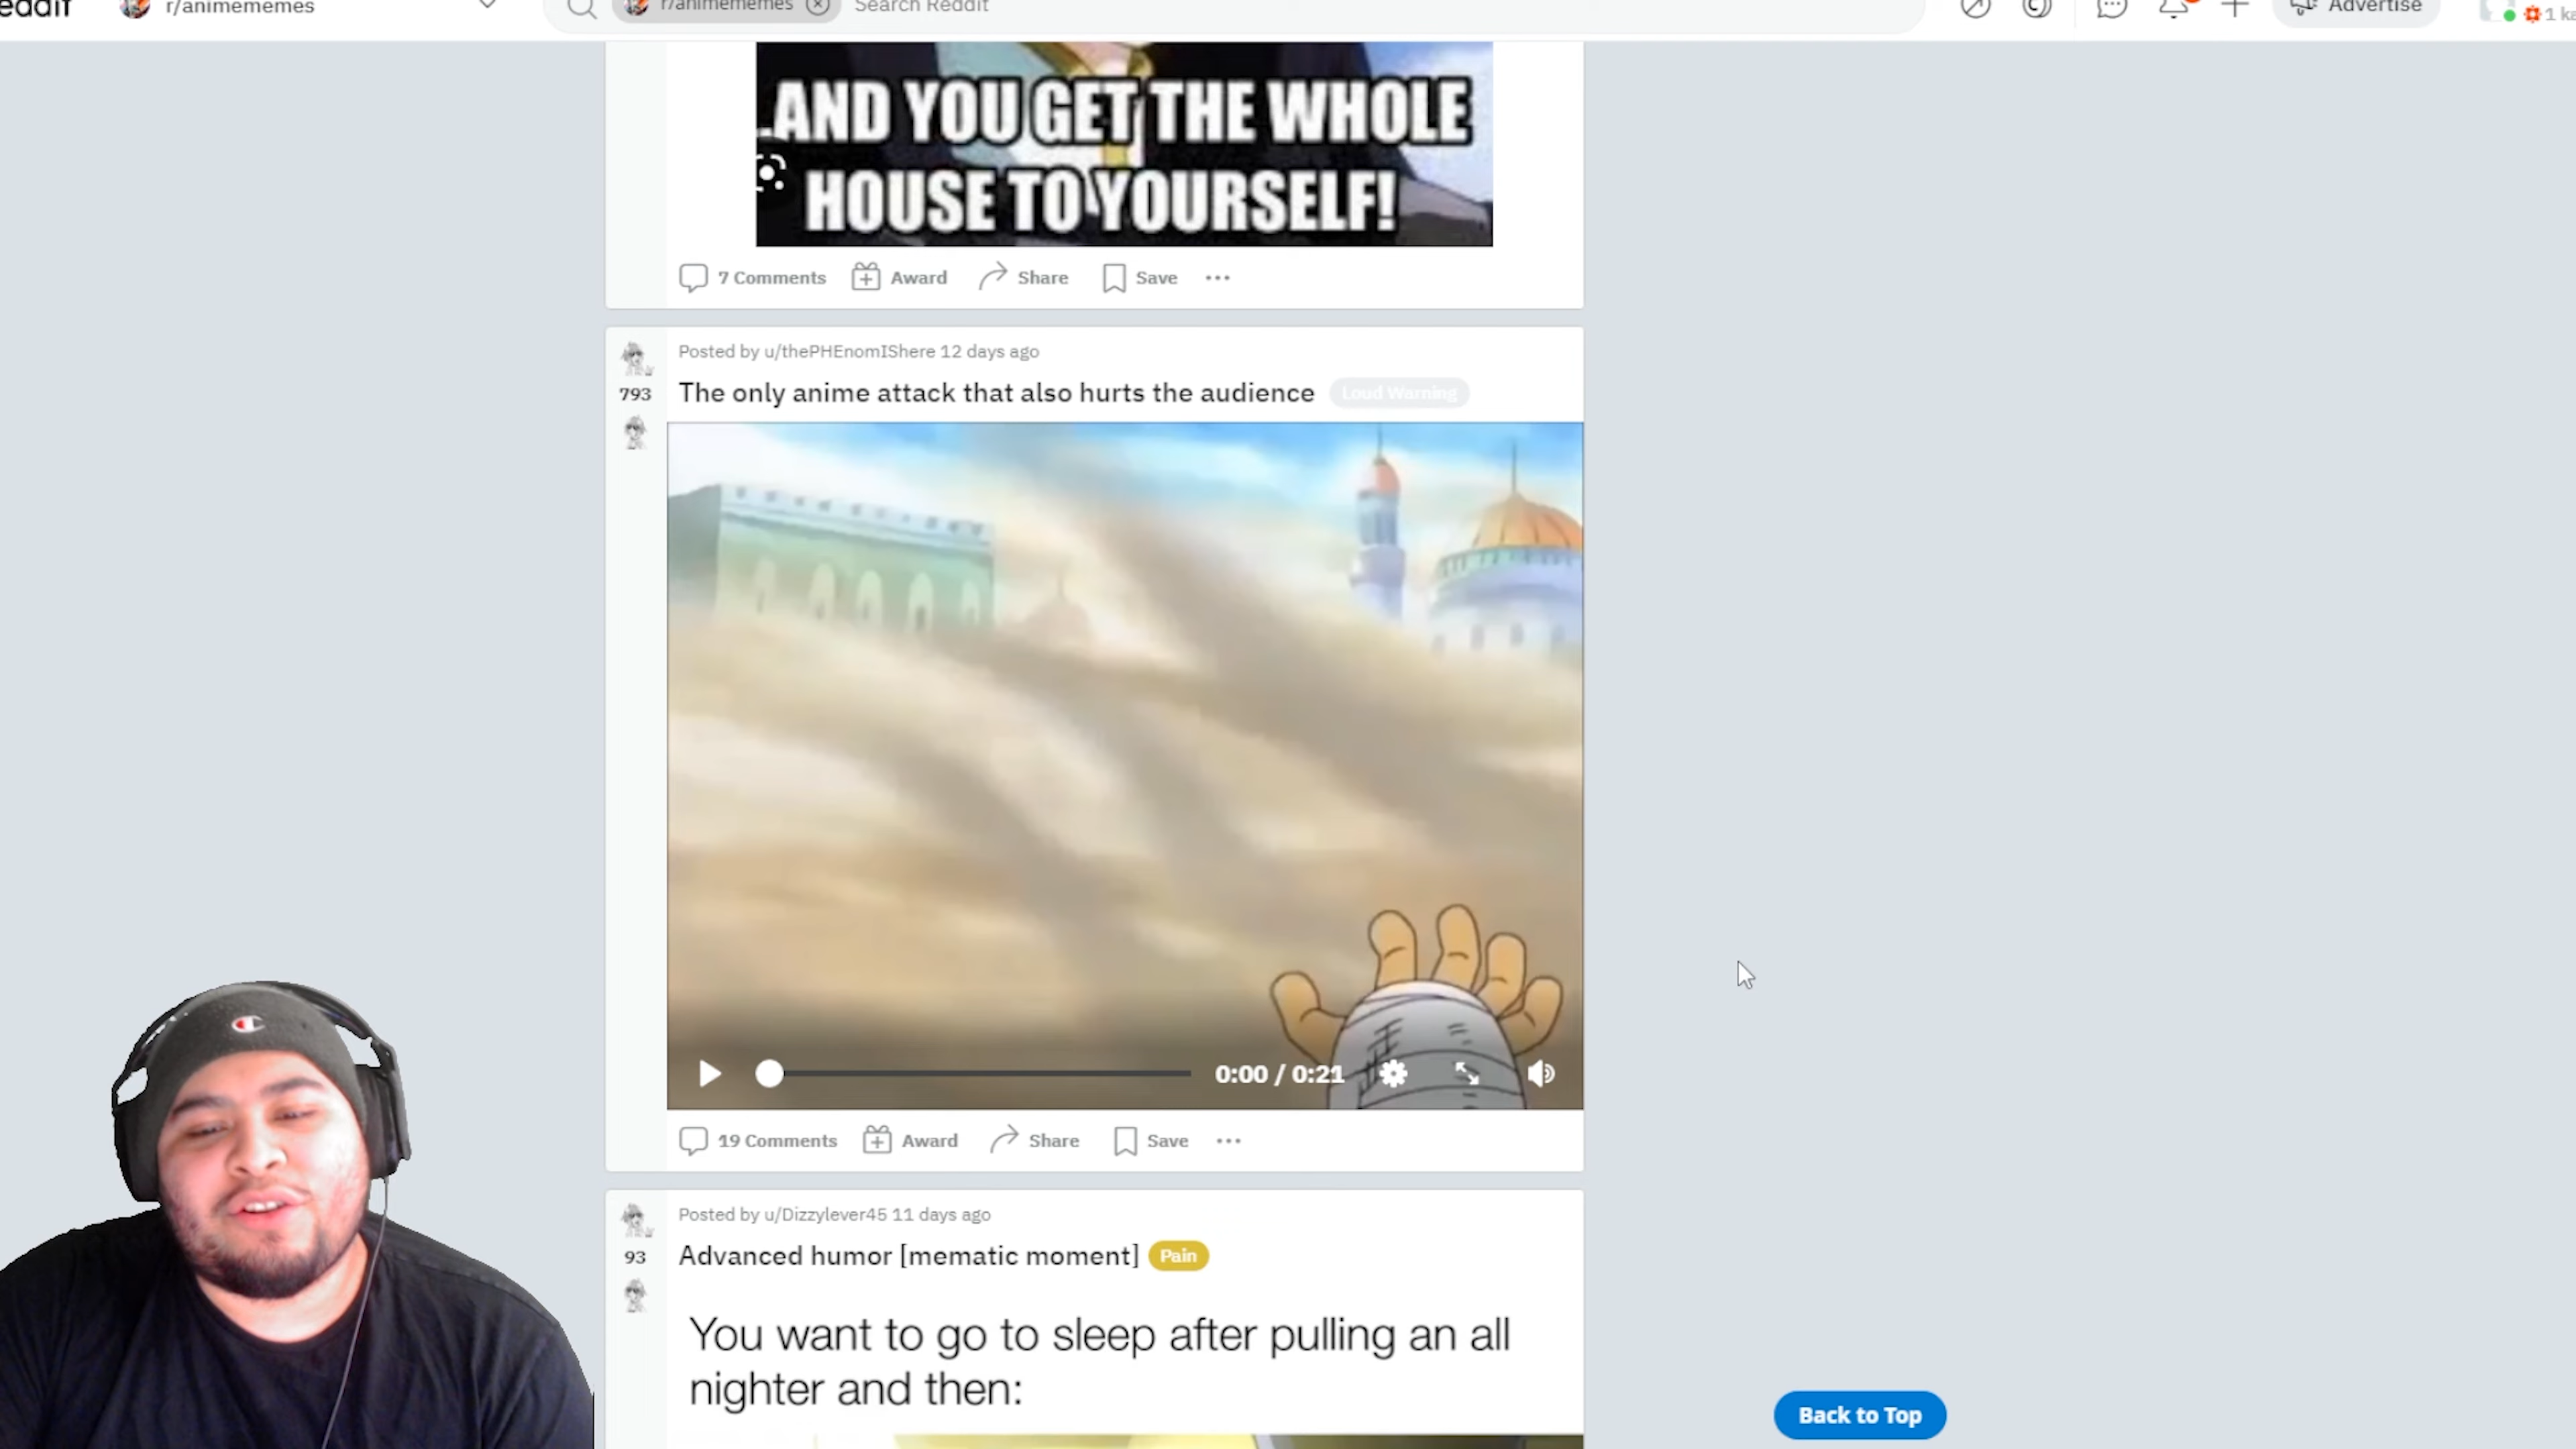 r/animememes
r/animememes
Search Reddit
Advertise
AND YOU GET THE WHOLE
HOUSE TO YOURSELF!
7 Comments
Award
Share
Save
Posted by u/thePHEnomIShere 12 days ago
793
The only anime attack that also hurts the audience
Loud Warning
0:00 / 0:21
19 Comments
Award
Share
Save
Posted by u/Dizzylever45 11 days ago
93
Advanced humor [mematic moment]
Pain
You want to go to sleep after pulling an all
nighter and then:
Back to Top